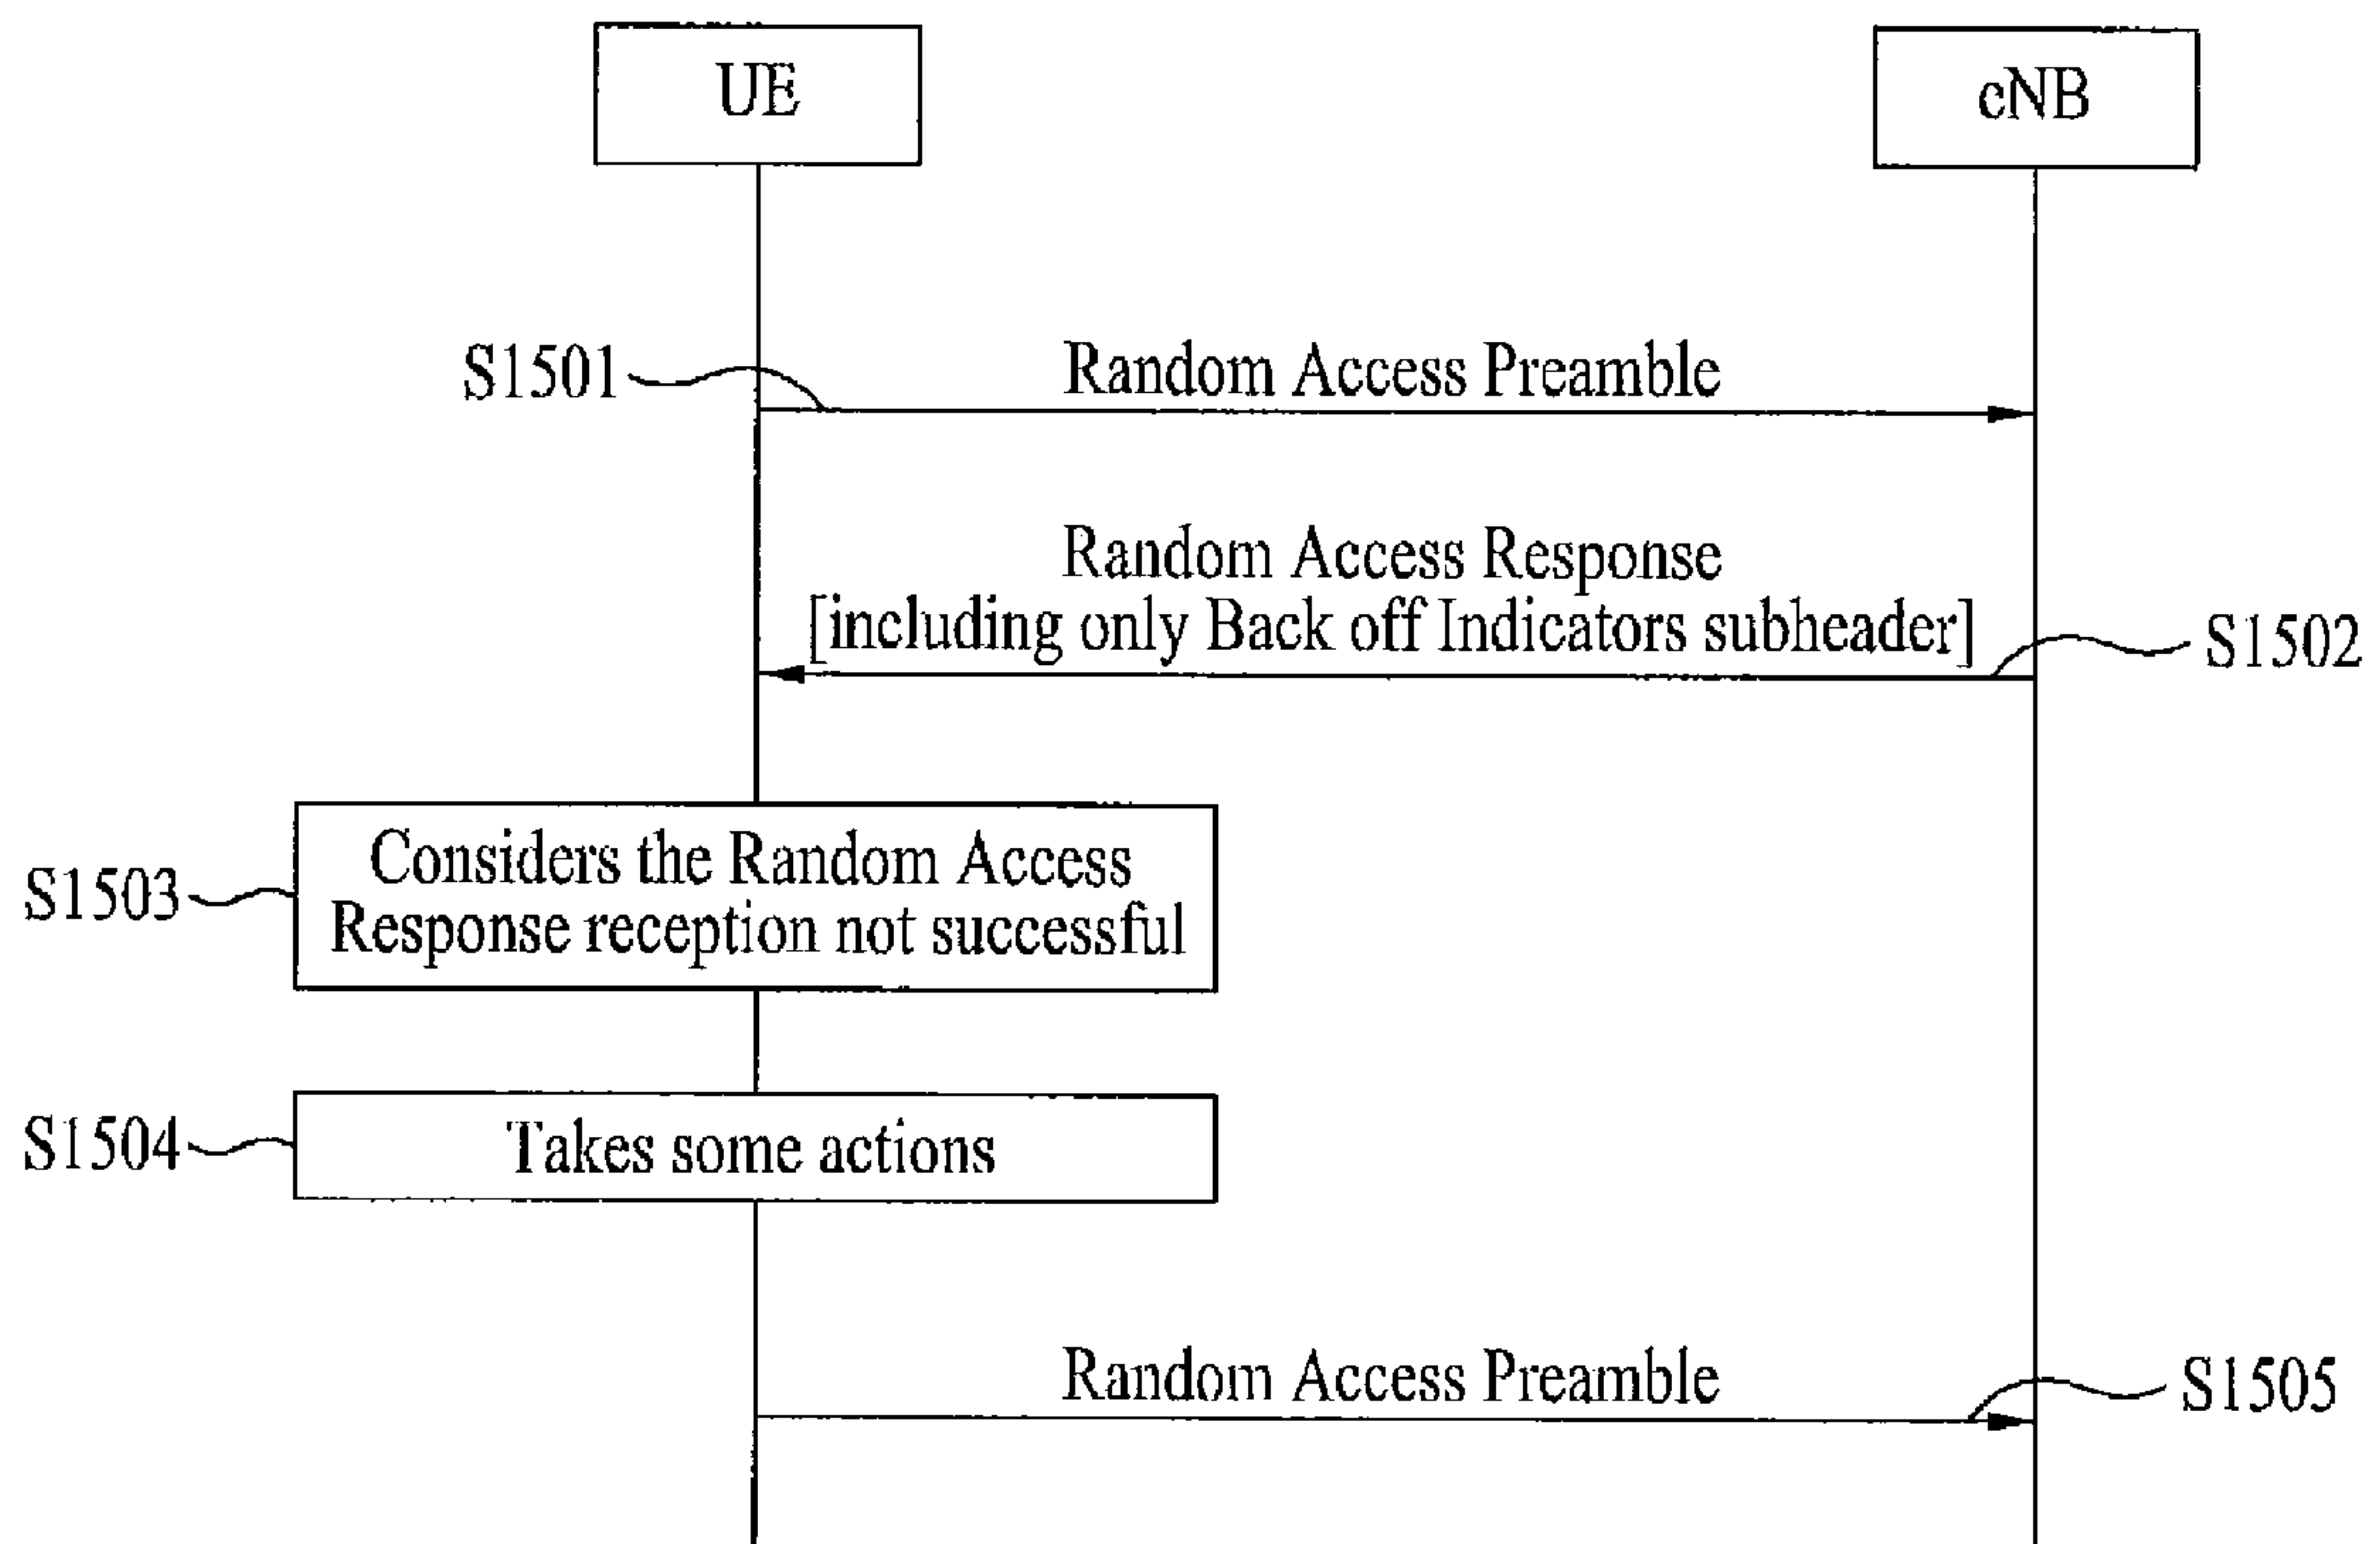 UE
cNB
S1501
Random Access Preamble
Random Access Response
[including only Back off Indicators subheader]
S1502
Considers the Random Access
Response reception not successful
S1503
Takes some actions
S1504
Random Access Preamble
S1505